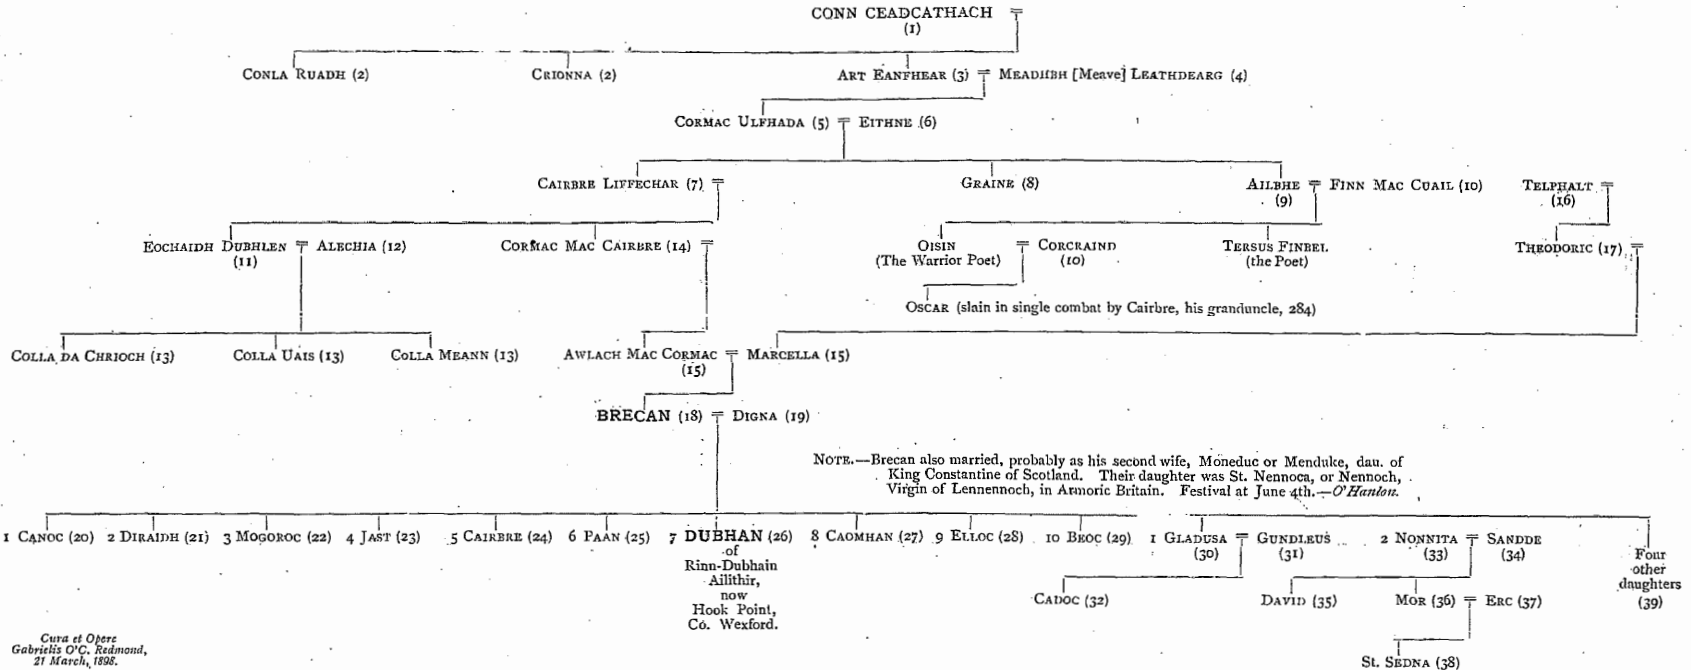 CONN CEADCATHACH
(1)
CONLA RUADH (2) CRIONNA (2) ART EANFHEAR (3) MEADHBH [Meave] LEATHDEARG (4)
CORMAC ULFHADA (5) EITHNE (6)
CAIRBRE LIFFECHAR (7) GRAINE (8) AILBHE FINN MAC CUAIL (10) TELPHALT
(9) (16)
EOCHAIDH DUBHLEN ALECHIA (12) CORMAC MAC CAIRBRE (14) OISIN CORCRAIND TERSUS FINBEL THEODORIC (17)
(11) (The Warrior Poet) (10) (the Poet)
OSCAR (slain in single combat by Cairbre, his granduncle, 284)
COLLA DA CHRIOCH (13) COLLA UAIS (13) COLLA MEANN (13) AWLACH MAC CORMAC MARCELLA (15)
(15)
BRECAN (18) DIGNA (19)
NOTE.—Brecan also married, probably as his second wife, Moneduc or Menduke, dau. of
King Constantine of Scotland. Their daughter was St. Nennoca, or Nennoch,
Virgin of Lennennoch, in Armoric Britain. Festival at June 4th.—O'Hanlon.
1 CANOC (20) 2 DIRAIDH (21) 3 MOGOROC (22) 4 JAST (23) 5 CAIRBRE (24) 6 PAAN (25) 7 DUBHAN (26) 8 CAOMHAN (27) 9 ELLOC (28) 10 BEOC (29) 1 GLADUSA GUNDLEUS 2 NONNITA SANDDE
(30) (31) (33) (34)
of
Rinn-Dubhain
Ailithir,
now
Hook Point,
Co. Wexford.
Four
other
daughters
(39)
CADOC (32) DAVID (35) MOR (36) ERC (37)
St. SEDNA (38)
Cura et Opere
Gabrielis O'C. Redmond,
21 March, 1898.